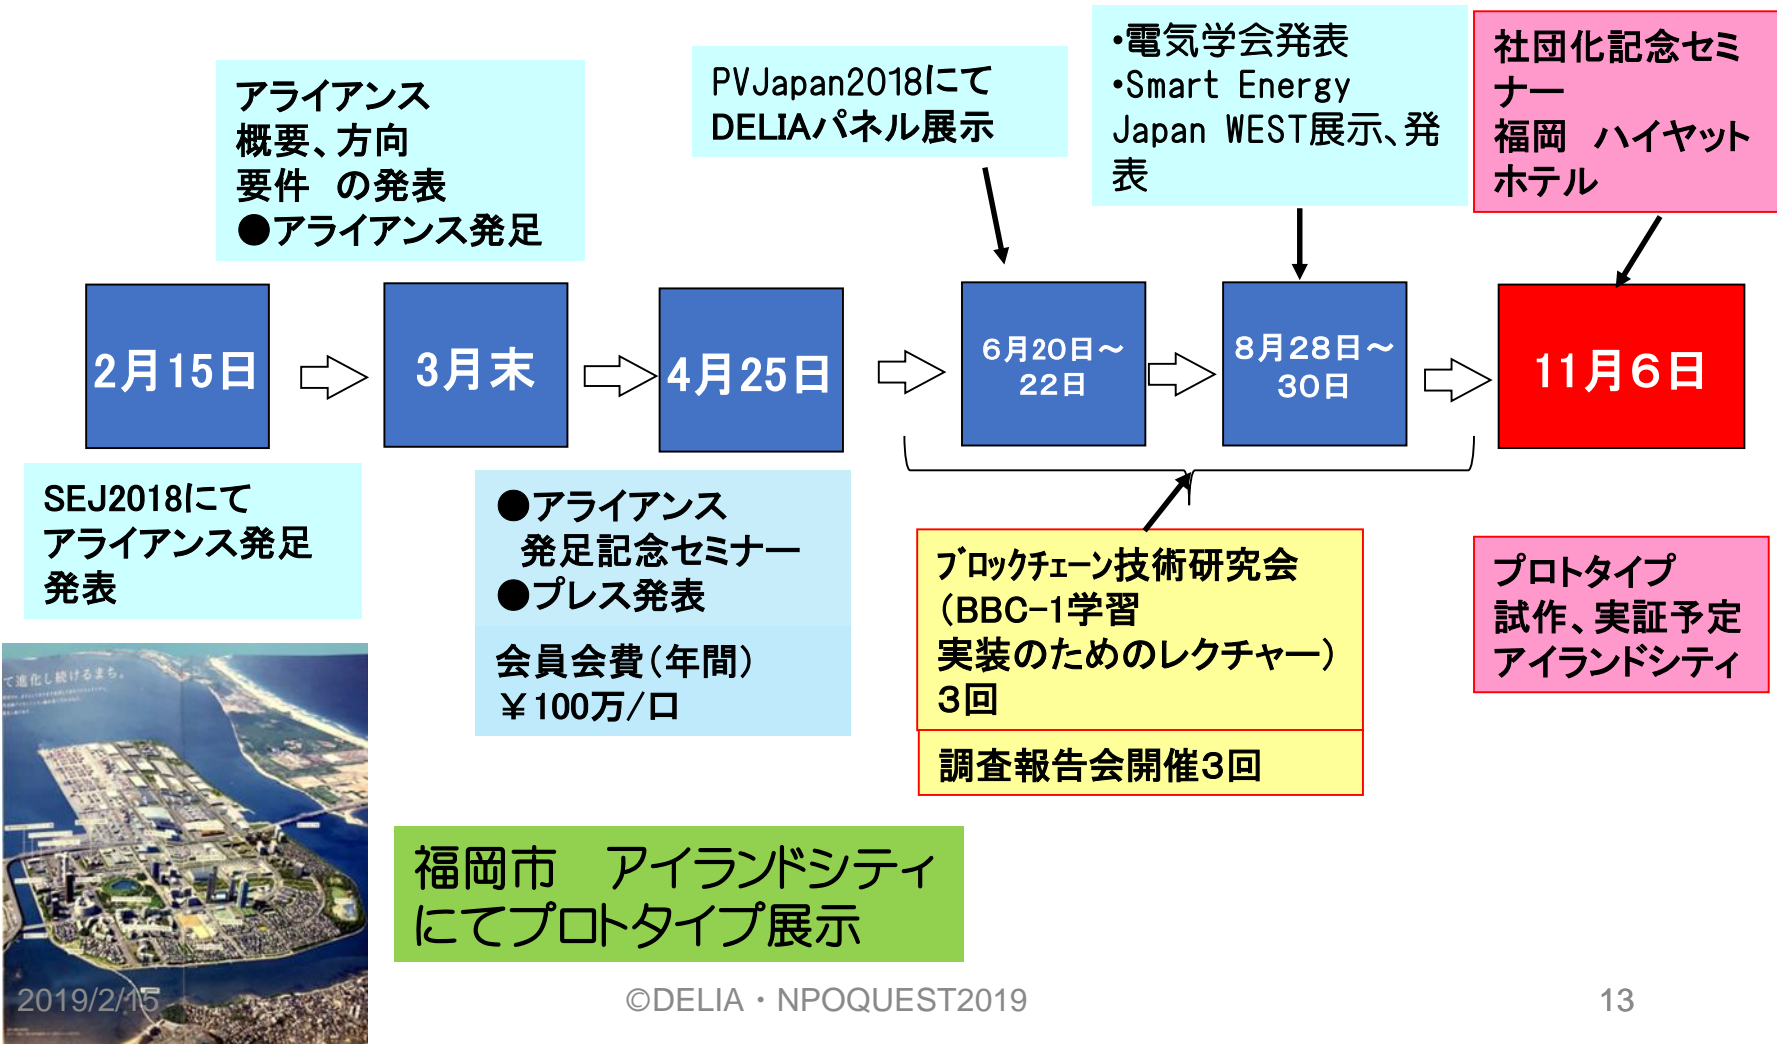 アライアンス
概要、方向
要件　の発表
●アライアンス発足
PVJapan2018にて
DELIAパネル展示
•電気学会発表
•Smart Energy
Japan WEST展示、発
表
社団化記念セミ
ナー
福岡　ハイヤット
ホテル
2月15日
3月末
4月25日
6月20日～
22日
8月28日～
30日
11月6日
SEJ2018にて
アライアンス発足
発表
●アライアンス
発足記念セミナー
●プレス発表
会員会費（年間）
￥100万/口
ブロックチェーン技術研究会
（BBC-1学習
実装のためのレクチャー）
3回
調査報告会開催3回
プロトタイプ
試作、実証予定
アイランドシティ
て進化し続けるまち。
福岡市　アイランドシティ
にてプロトタイプ展示
2019/2/15
©DELIA・NPOQUEST2019
13